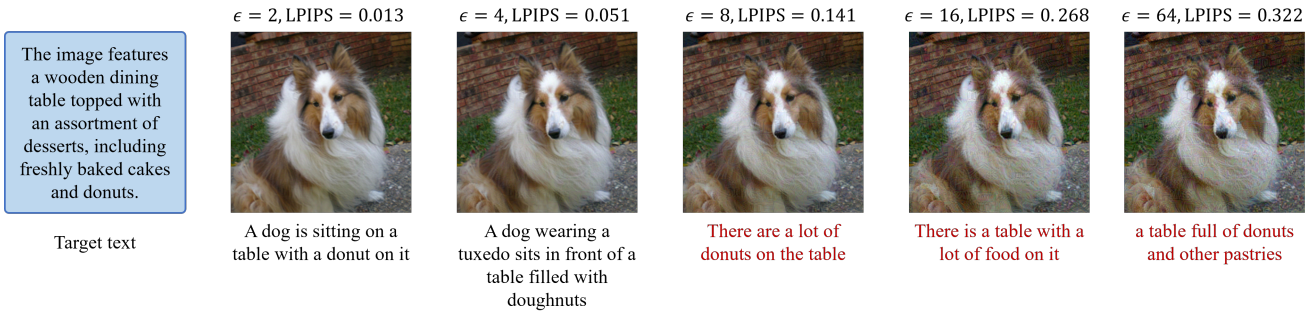 ϵ = 2, LPIPS = 0.013
ϵ = 4, LPIPS = 0.051
ϵ = 8, LPIPS = 0.141
ϵ = 16, LPIPS = 0.268
ϵ = 64, LPIPS = 0.322
The image features
a wooden dining
table topped with
an assortment of
desserts, including
freshly baked cakes
and donuts.
Target text
A dog is sitting on a
table with a donut on it
A dog wearing a
tuxedo sits in front of a
table filled with
doughnuts
There are a lot of
donuts on the table
There is a table with a
lot of food on it
a table full of donuts
and other pastries